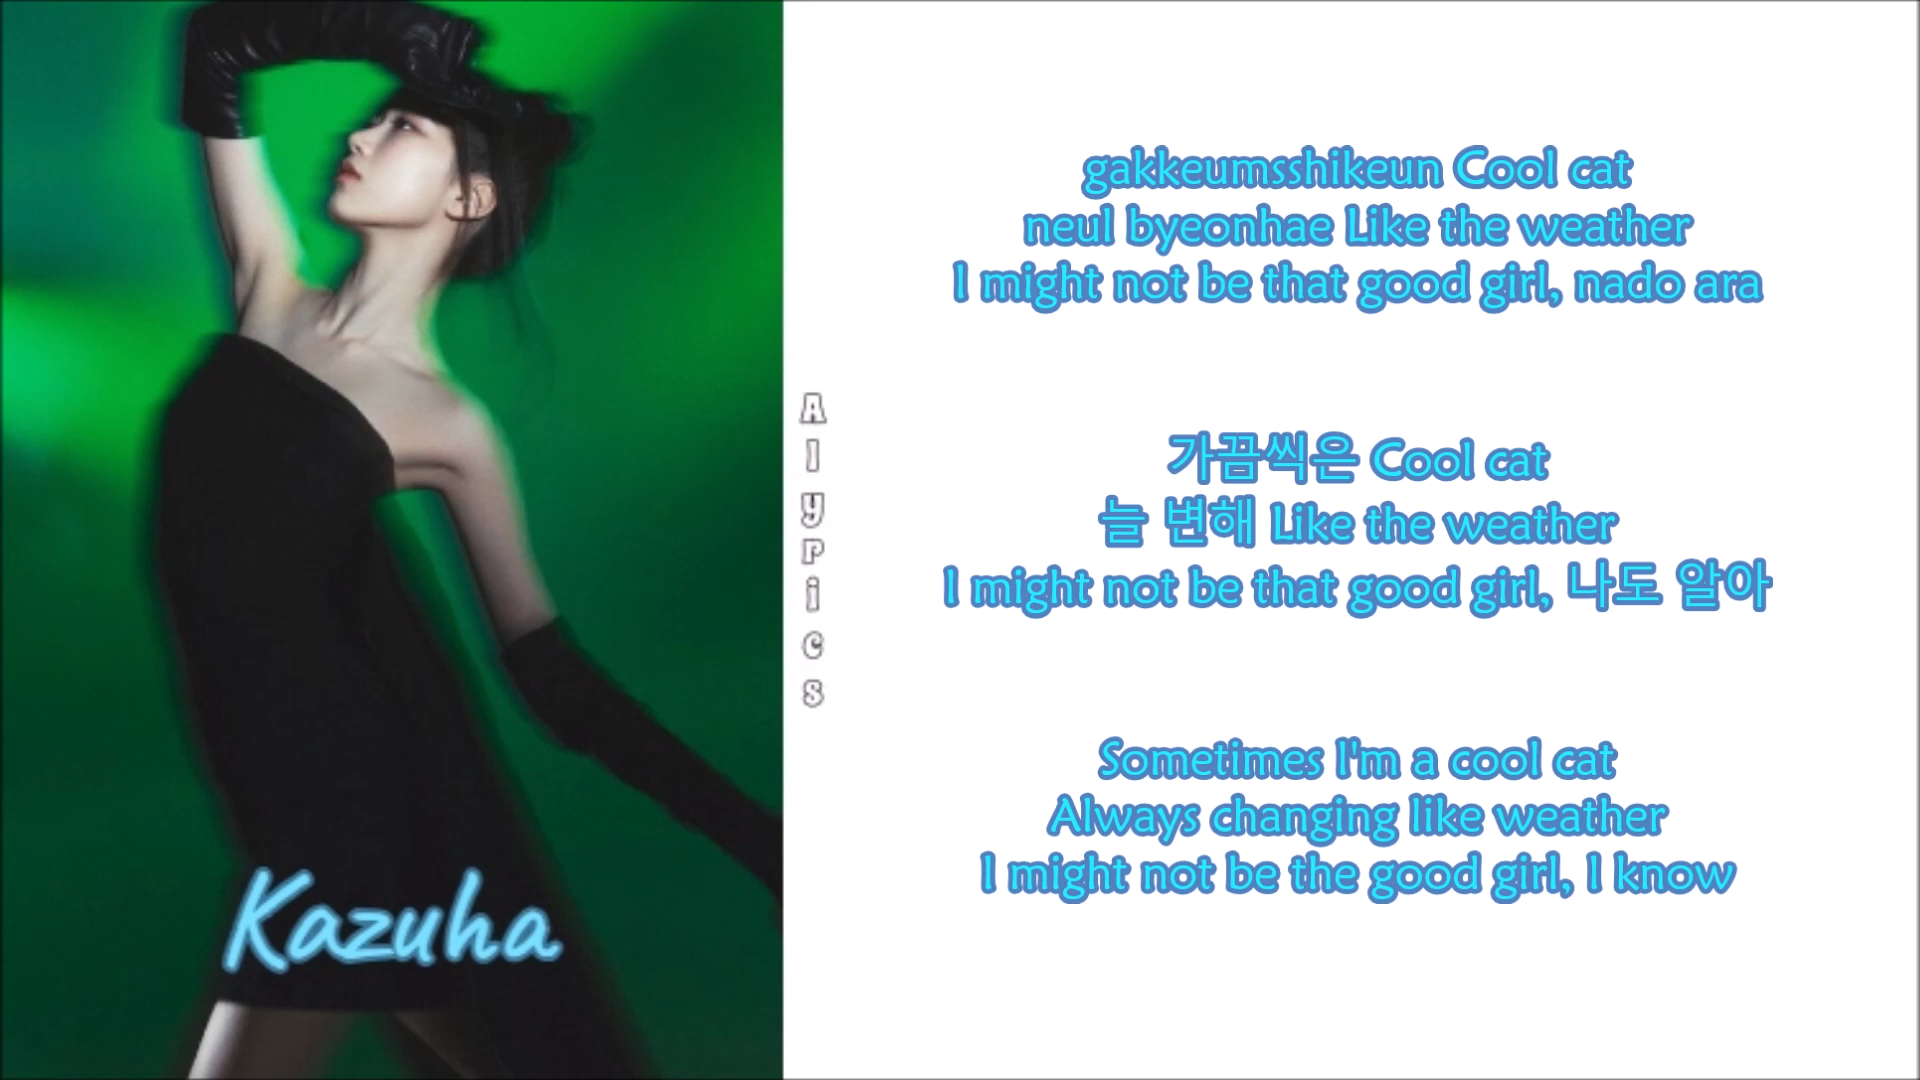 Kazuha
Alypics
gakkeumsshikeun Cool cat
neul byeonhae Like the weather
I might not be that good girl, nado ara
가끔씩은 Cool cat
늘 변해 Like the weather
I might not be that good girl, 나도 알아
Sometimes I'm a cool cat
Always changing like weather
I might not be the good girl, I know